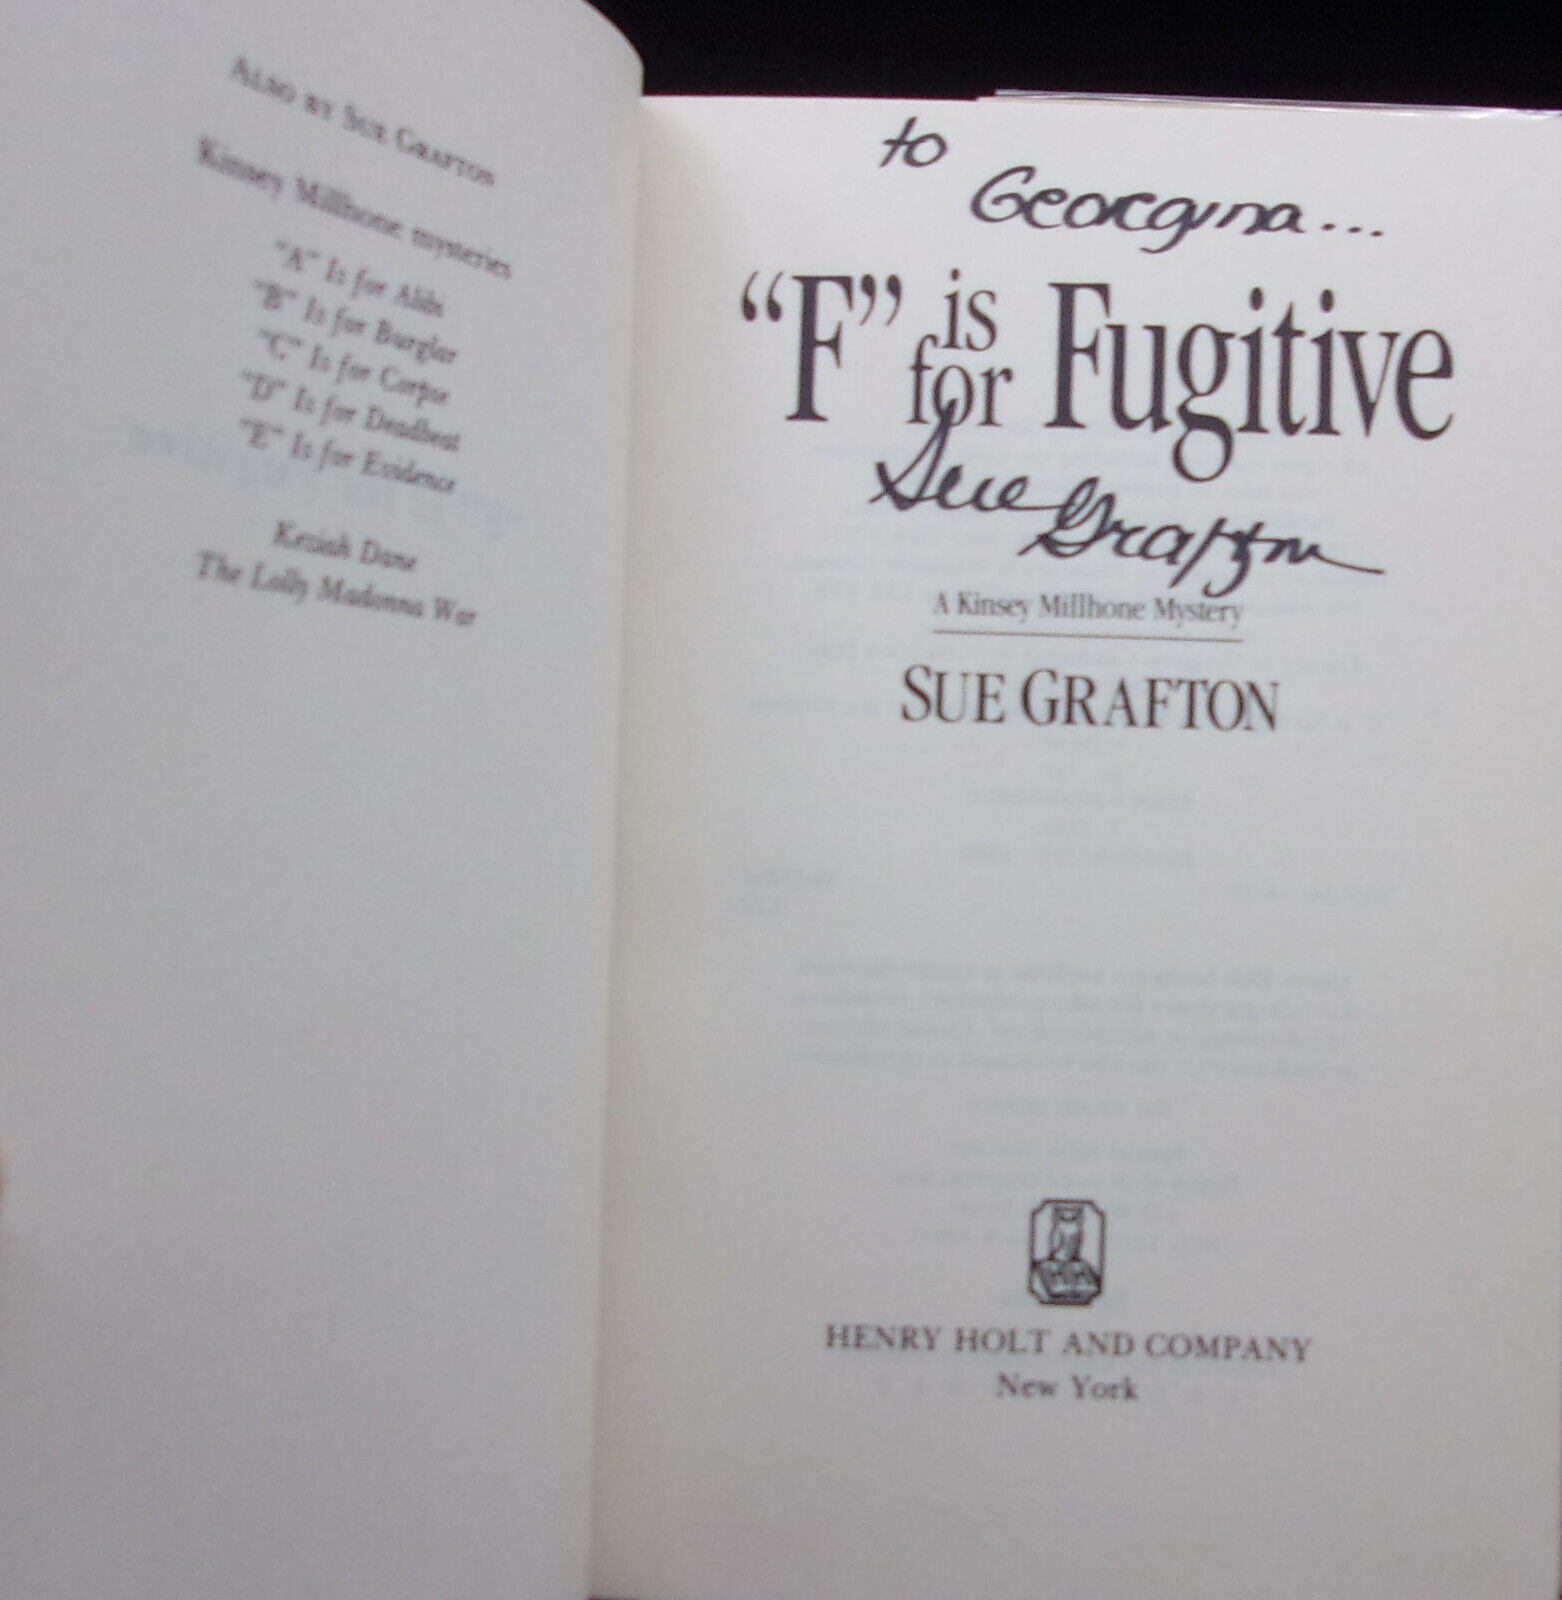 ALSO BY SUE GRAFTON
Kinsey Millhone mysteries
"A" Is for Alibi
"B" Is for Burglar
"C" Is for Corpse
"D" Is for Deadbeat
"E" Is for Evidence
Keziah Dane
The Lolly Madonna War
to
Georgina...
“F” is for Fugitive
Sue Grafton
A Kinsey Millhone Mystery
SUE GRAFTON
HENRY HOLT AND COMPANY
New York